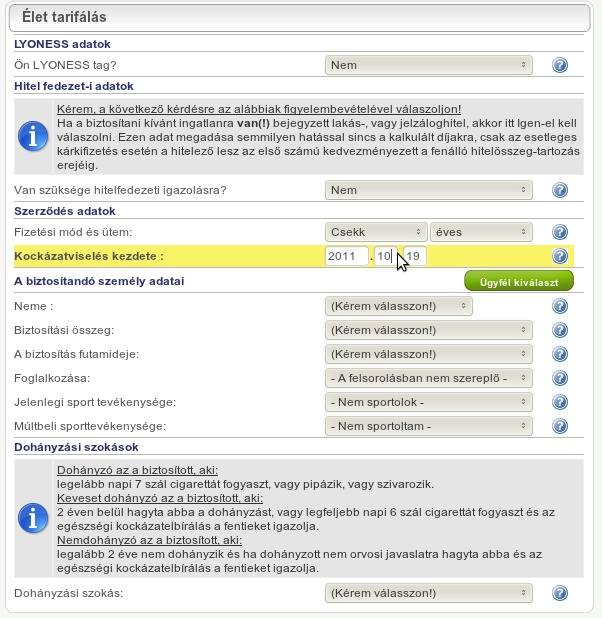 Élet tarifálás
LYONESS adatok
Ön LYONESS tag? Nem
Hitel fedezet-i adatok
Kérem, a következő kérdésre az alábbiak figyelembevételével válaszoljon!
Ha a biztosítani kívánt ingatlanra van(!) bejegyzett lakás-, vagy jelzáloghitel, akkor itt Igen-el kell
válaszolni. Ezen adat megadása semmilyen hatással sincs a kalkulált díjakra, csak az esetleges
kárkifizetés esetén a hitelező lesz az első számú kedvezményezett a fenálló hitelösszeg-tartozás
erejéig.
Van szüksége hitelfedezeti igazolásra? Nem
Szerződés adatok
Fizetési mód és ütem: Csekk éves
Kockázatviselés kezdete : 2011 . 10 . 19
A biztosítandó személy adatai Ügyfél kiválaszt
Neme : (Kérem válasszon!)
Biztosítási összeg: (Kérem válasszon!)
A biztosítás futamideje: (Kérem válasszon!)
Foglalkozása: - A felsorolásban nem szereplő -
Jelenlegi sport tevékenysége: - Nem sportolok -
Múltbeli sporttevékenysége: - Nem sportoltam -
Dohányzási szokások
Dohányzó az a biztosított, aki:
legelább napi 7 szál cigarettát fogyaszt, vagy pipázik, vagy szivarozik.
Keveset dohányzó az a biztosított, aki:
2 éven belül hagyta abba a dohányzást, vagy legfeljebb napi 6 szál cigarettát fogyaszt és az
egészségi kockázatelbírálás a fentieket igazolja.
Nemdohányzó az a biztosított, aki:
legalább 2 éve nem dohányzik és ha dohányzott nem orvosi javaslatra hagyta abba és az
egészségi kockázatelbírálás a fentieket igazolja.
Dohányzási szokás: (Kérem válasszon!)